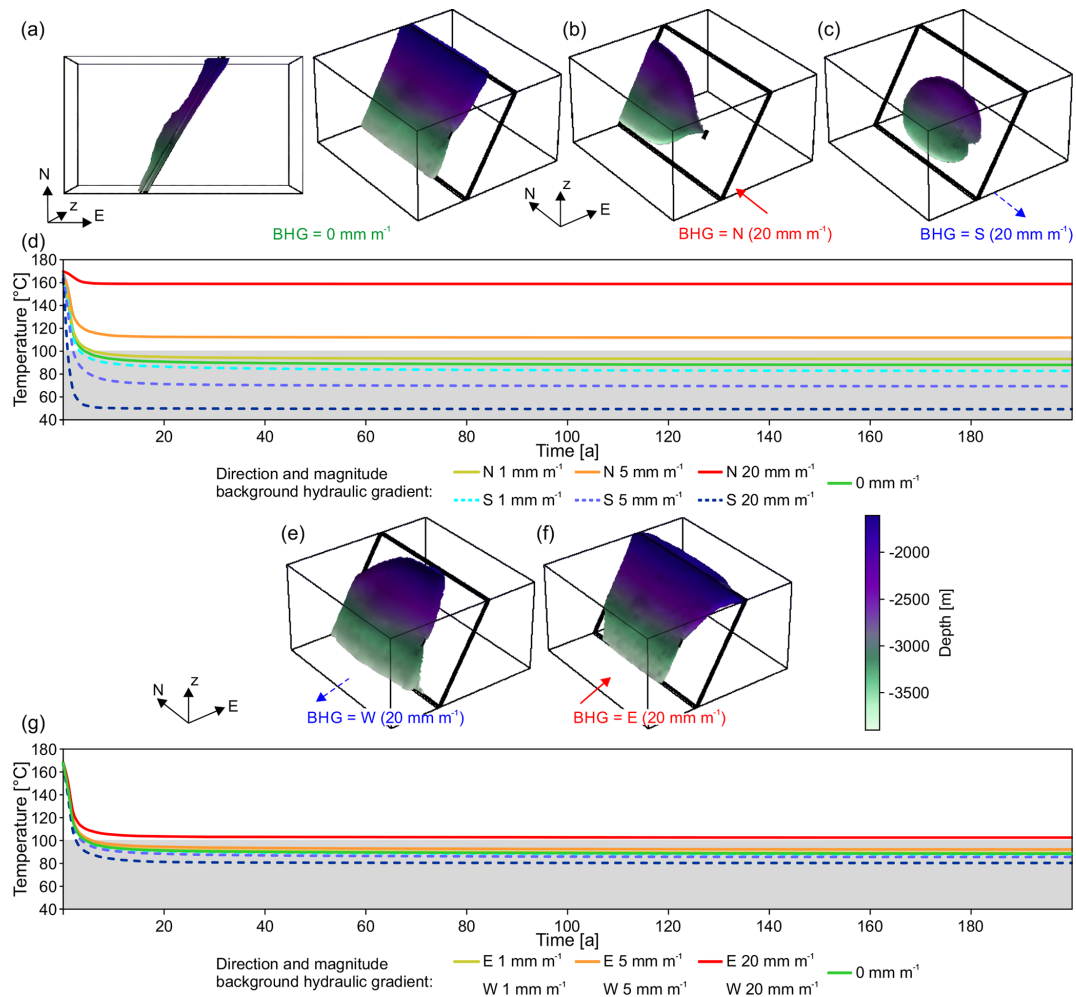 (a)
(b)
(c)
N
z
E
N
z
E
BHG = 0 mm m⁻¹
BHG = N (20 mm m⁻¹)
BHG = S (20 mm m⁻¹)
(d)
Temperature [°C]
180
160
140
120
100
80
60
40
20
40
60
80
100
120
140
160
180
Time [a]
Direction and magnitude
background hydraulic gradient:
N 1 mm m⁻¹
N 5 mm m⁻¹
N 20 mm m⁻¹
0 mm m⁻¹
S 1 mm m⁻¹
S 5 mm m⁻¹
S 20 mm m⁻¹
(e)
(f)
N
z
E
BHG = W (20 mm m⁻¹)
BHG = E (20 mm m⁻¹)
-2000
-2500
-3000
-3500
Depth [m]
(g)
Temperature [°C]
180
160
140
120
100
80
60
40
20
40
60
80
100
120
140
160
180
Time [a]
Direction and magnitude
background hydraulic gradient:
E 1 mm m⁻¹
E 5 mm m⁻¹
E 20 mm m⁻¹
0 mm m⁻¹
W 1 mm m⁻¹
W 5 mm m⁻¹
W 20 mm m⁻¹